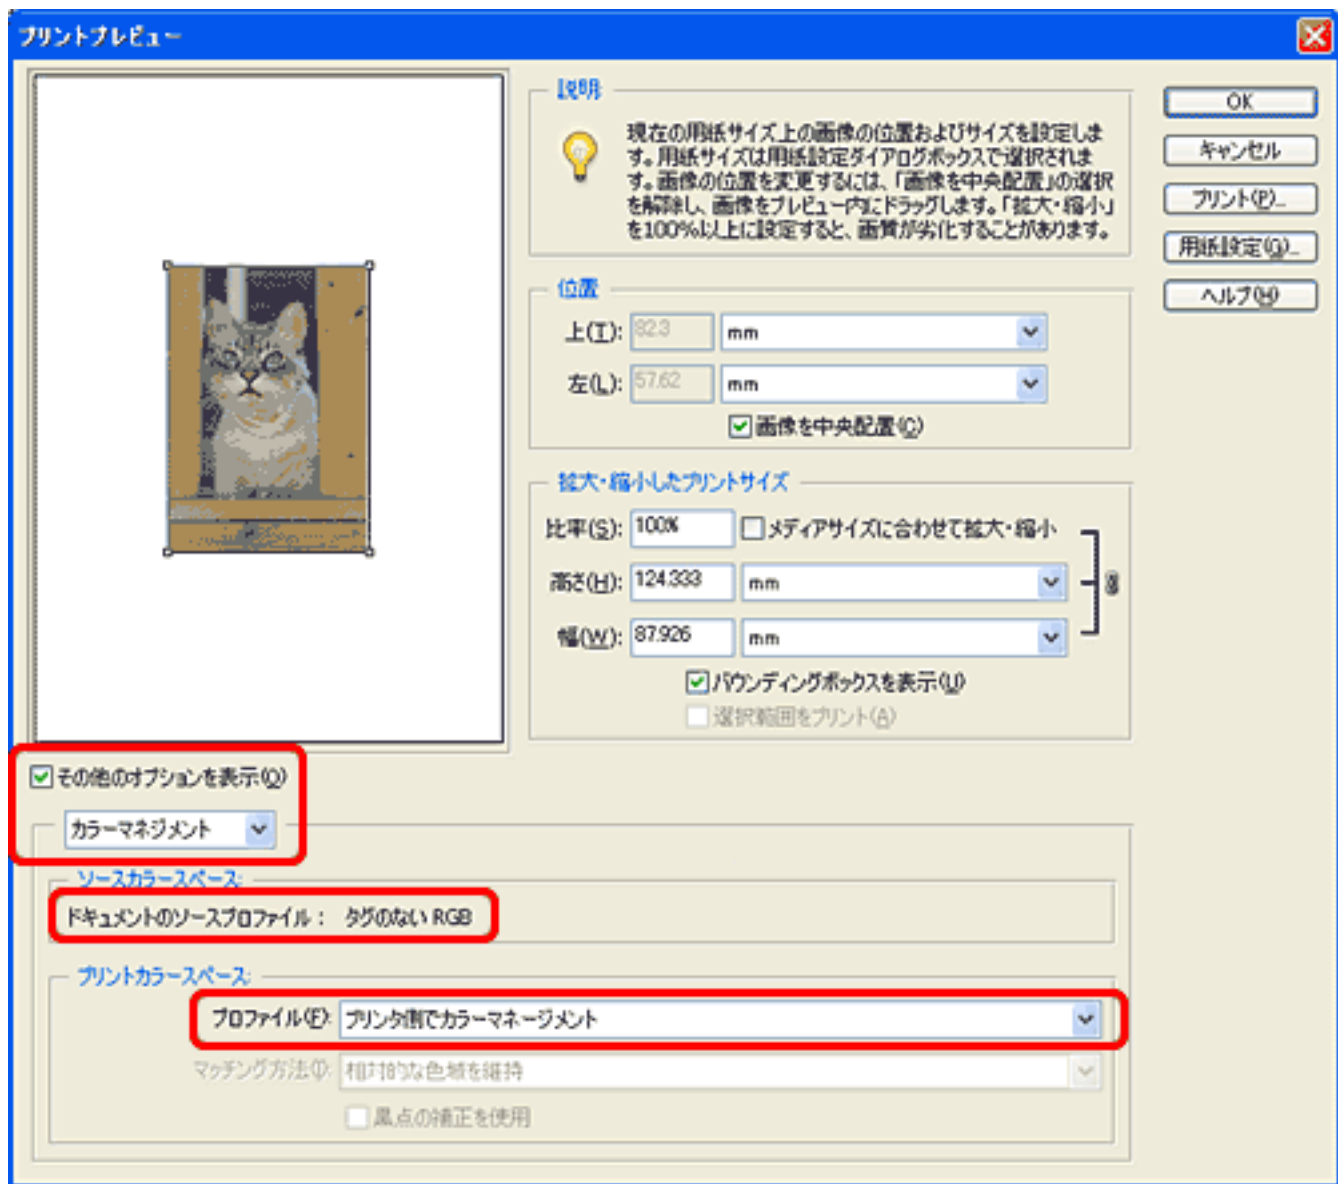 プリントプレビュー
説明
現在の用紙サイズ上の画像の位置およびサイズを設定しま
す。用紙サイズは用紙設定ダイアログボックスで選択されま
す。画像の位置を変更するには、「画像を中央配置」の選択
を解除し、画像をプレビュー内にドラッグします。「拡大・縮小」
を100%以上に設定すると、画質が劣化することがあります。
OK
キャンセル
プリント(P)...
用紙設定(G)...
ヘルプ(H)
位置
上(T): 82.3 mm
左(L): 57.62 mm
画像を中央配置(C)
拡大・縮小したプリントサイズ
比率(S): 100% メディアサイズに合わせて拡大・縮小
高さ(H): 124.333 mm
幅(W): 87.926 mm
バウンディングボックスを表示(U)
選択範囲をプリント(A)
その他のオプションを表示(O)
カラーマネジメント
ソースカラースペース:
ドキュメントのソースプロファイル : タグのない RGB
プリントカラースペース:
プロファイル(F): プリンタ側でカラーマネージメント
マッチング方法(I): 相対的な色域を維持
黒点の補正を使用